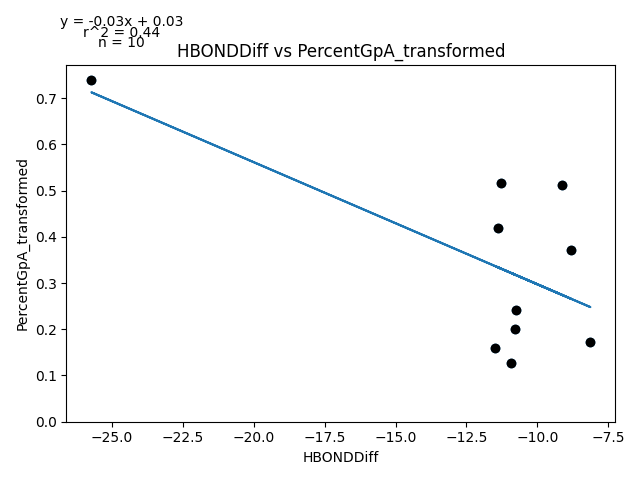 y = -0.03x + 0.03
r^2 = 0.44
n = 10
HBONDDiff vs PercentGpA_transformed
PercentGpA_transformed
0.7
0.6
0.5
0.4
0.3
0.2
0.1
0.0
−25.0 −22.5 −20.0 −17.5 −15.0 −12.5 −10.0 −7.5
HBONDDiff